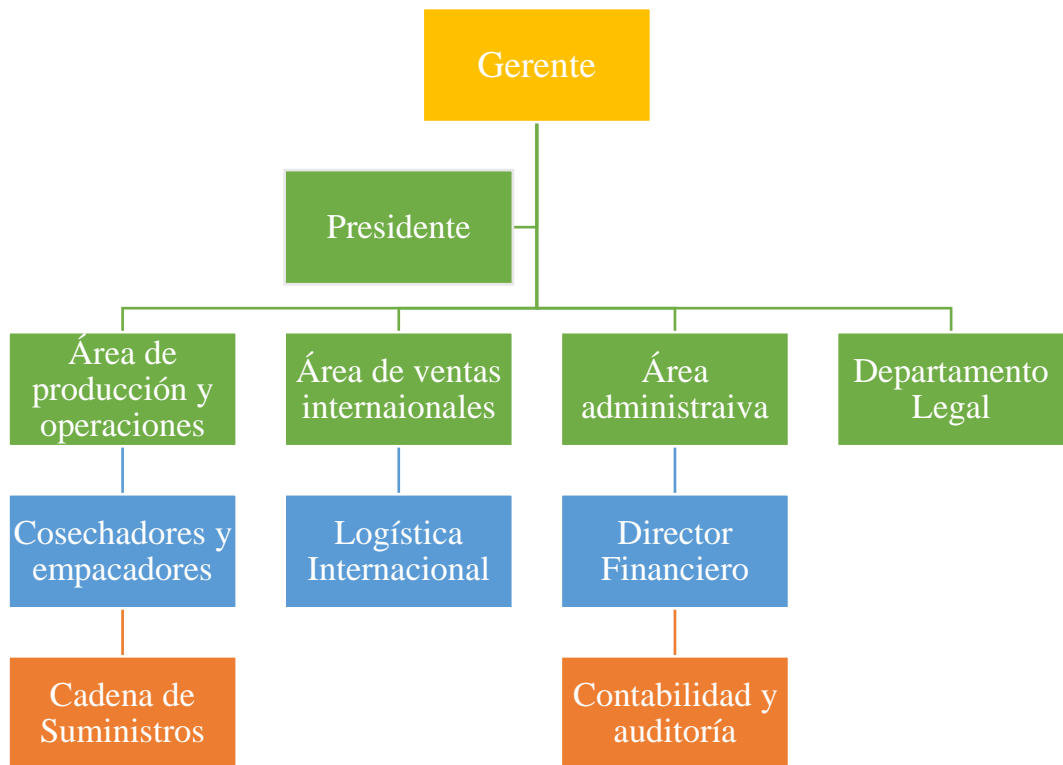 Gerente
Presidente
Área de
producción y
operaciones
Área de ventas
internaionales
Área
administraiva
Departamento
Legal
Cosechadores y
empacadores
Logística
Internacional
Director
Financiero
Cadena de
Suministros
Contabilidad y
auditoría